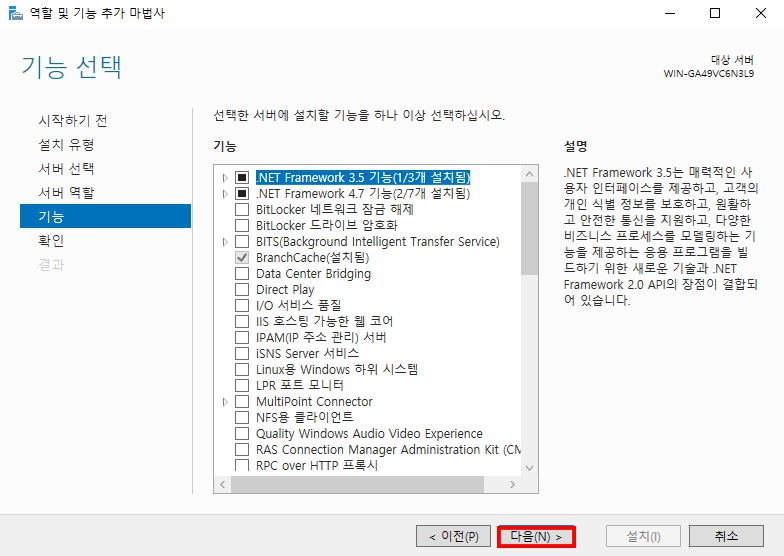 역할 및 기능 추가 마법사
기능 선택
대상 서버
WIN-GA49VC6N3L9
시작하기 전
설치 유형
서버 선택
서버 역할
기능
확인
결과
선택한 서버에 설치할 기능을 하나 이상 선택하십시오.
기능
.NET Framework 3.5 기능(1/3개 설치됨)
.NET Framework 4.7 기능(2/7개 설치됨)
BitLocker 네트워크 잠금 해제
BitLocker 드라이브 암호화
BITS(Background Intelligent Transfer Service)
BranchCache(설치됨)
Data Center Bridging
Direct Play
I/O 서비스 품질
IIS 호스팅 가능한 웹 코어
IPAM(IP 주소 관리) 서버
iSNS Server 서비스
Linux용 Windows 하위 시스템
LPR 포트 모니터
MultiPoint Connector
NFS용 클라이언트
Quality Windows Audio Video Experience
RAS Connection Manager Administration Kit (CM
RPC over HTTP 프록시
설명
.NET Framework 3.5는 매력적인 사
용자 인터페이스를 제공하고, 고객의
개인 식별 정보를 보호하고, 원활하
고 안전한 통신을 지원하고, 다양한
비즈니스 프로세스를 모델링하는 기
능을 제공하는 응용 프로그램을 빌
드하기 위한 새로운 기술과 .NET
Framework 2.0 API의 장점이 결합되
어 있습니다.
< 이전(P)
다음(N) >
설치(I)
취소